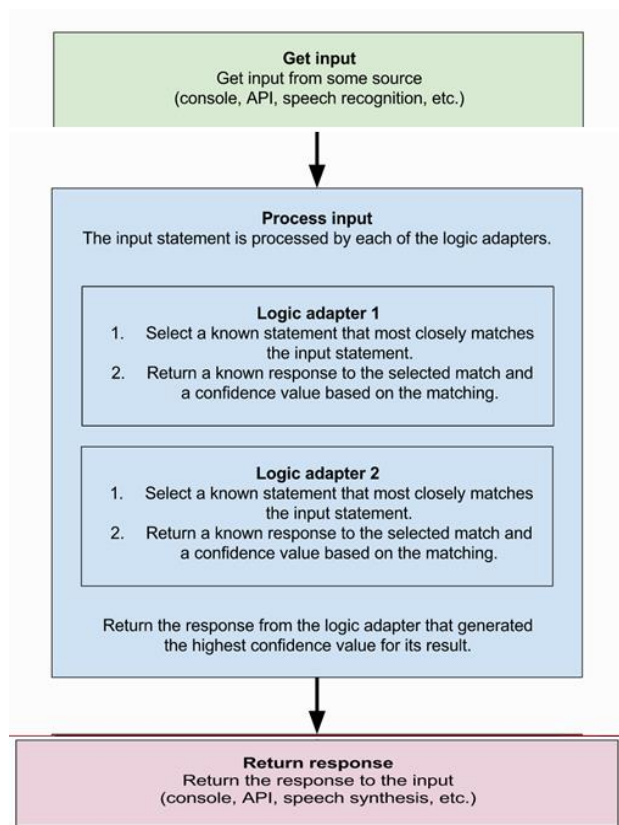 Get input
Get input from some source
(console, API, speech recognition, etc.)
Process input
The input statement is processed by each of the logic adapters.
Logic adapter 1
1. Select a known statement that most closely matches
the input statement.
2. Return a known response to the selected match and
a confidence value based on the matching.
Logic adapter 2
1. Select a known statement that most closely matches
the input statement.
2. Return a known response to the selected match and
a confidence value based on the matching.
Return the response from the logic adapter that generated
the highest confidence value for its result.
Return response
Return the response to the input
(console, API, speech synthesis, etc.)